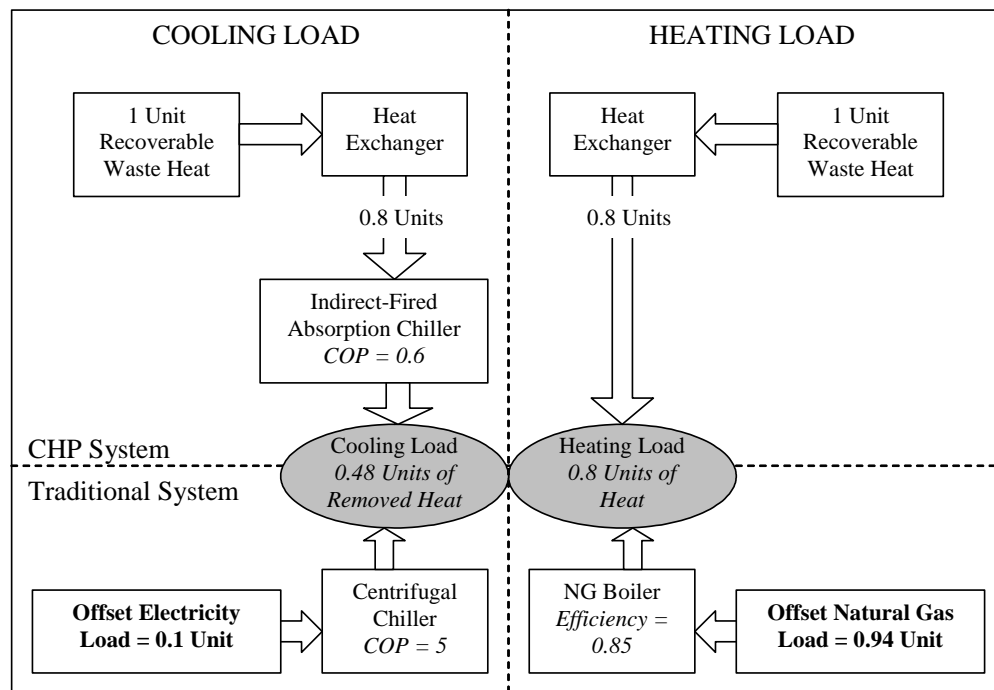 COOLING LOAD
1 Unit
Recoverable
Waste Heat
Heat
Exchanger
0.8 Units
Indirect-Fired
Absorption Chiller
COP = 0.6
Cooling Load
0.48 Units of
Removed Heat
CHP System
Traditional System
Offset Electricity
Load = 0.1 Unit
Centrifugal
Chiller
COP = 5
HEATING LOAD
Heat
Exchanger
1 Unit
Recoverable
Waste Heat
0.8 Units
Heating Load
0.8 Units of
Heat
NG Boiler
Efficiency =
0.85
Offset Natural Gas
Load = 0.94 Unit